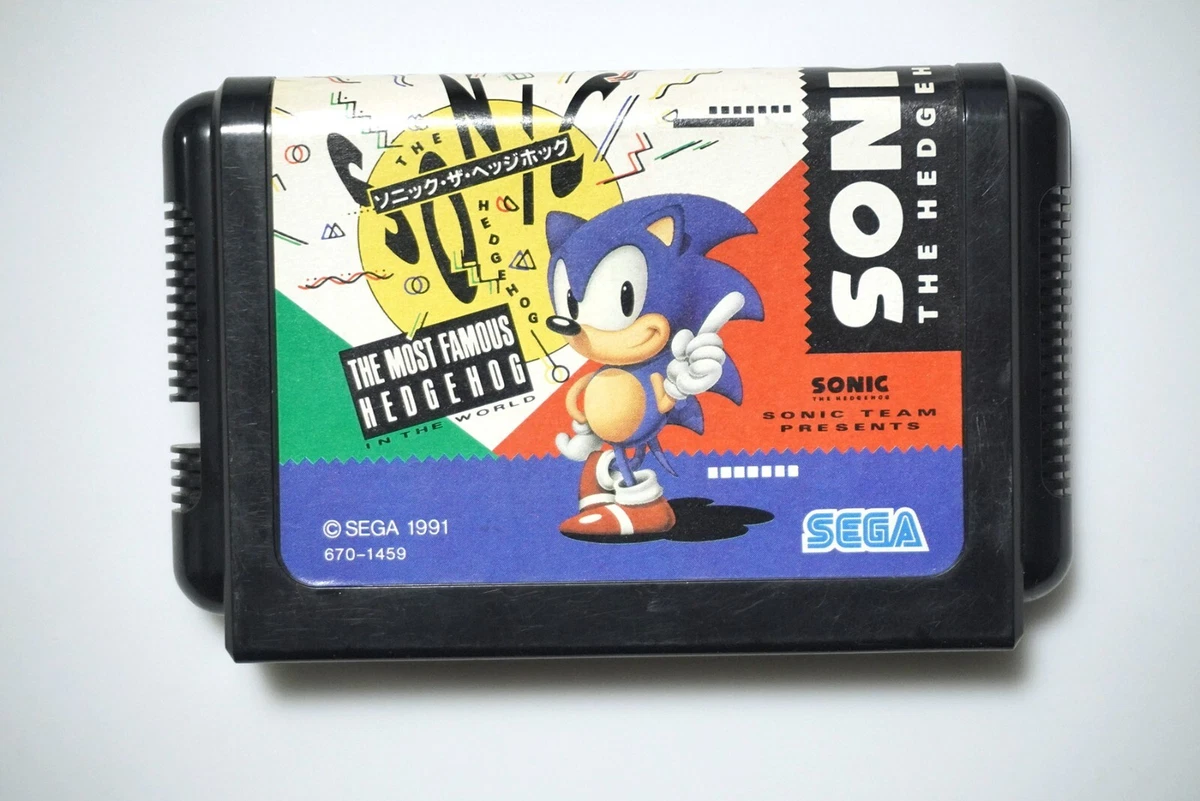 SONIC
THE
ソニック・ザ・ヘッジホッグ
HEDGEHOG
THE MOST FAMOUS
HEDGEHOG
IN THE WORLD
SONI
THE HEDGEH
SONIC
THE HEDGEHOG
SONIC TEAM
PRESENTS
© SEGA 1991
670-1459
SEGA